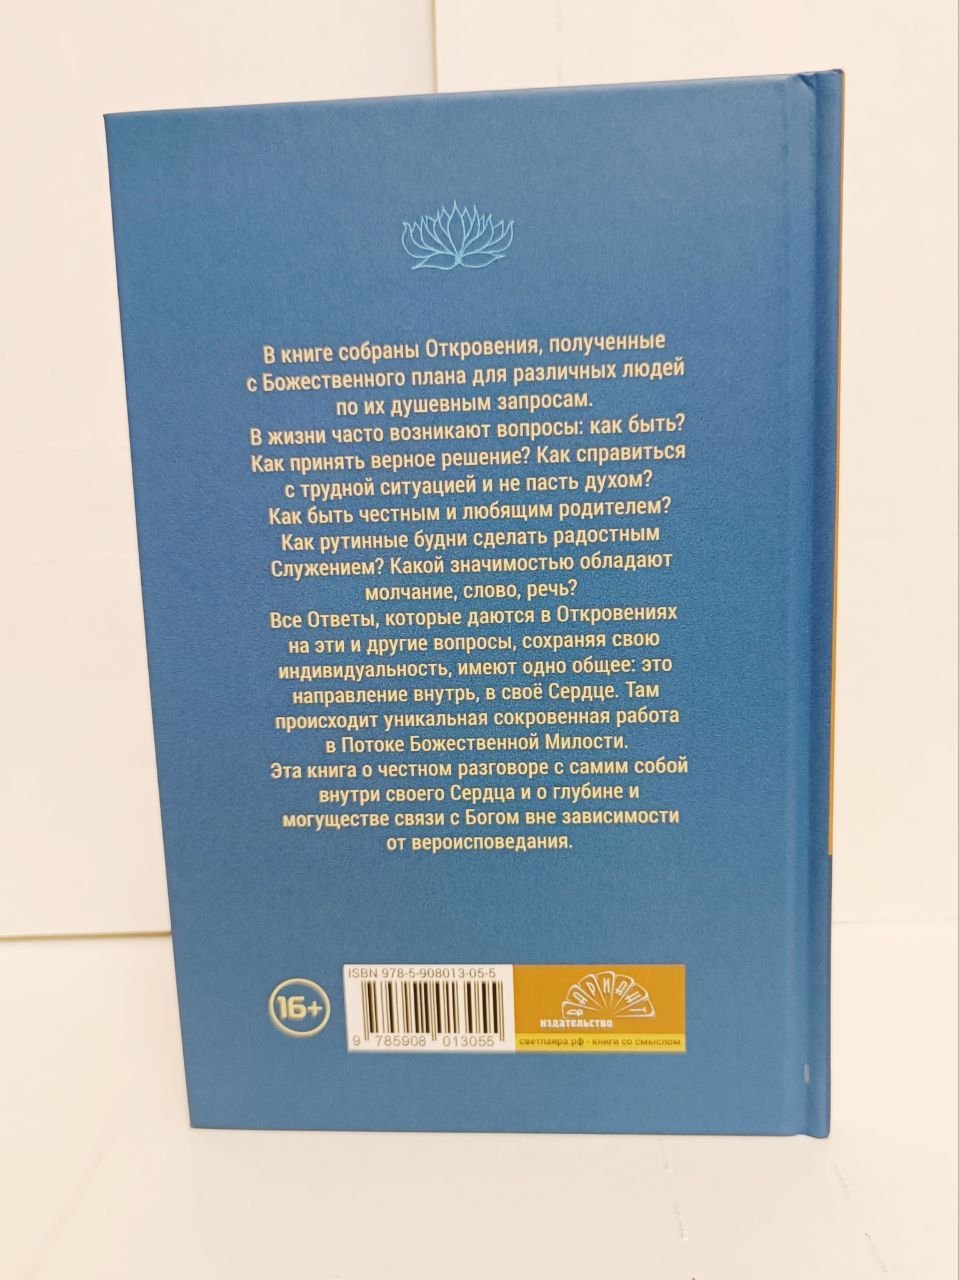 В книге собраны Откровения, полученные
с Божественного плана для различных людей
по их душевным запросам.
В жизни часто возникают вопросы: как быть?
Как принять верное решение? Как справиться
с трудной ситуацией и не пасть духом?
Как быть честным и любящим родителем?
Как рутинные будни сделать радостным
Служением? Какой значимостью обладают
молчание, слово, речь?
Все Ответы, которые даются в Откровениях
на эти и другие вопросы, сохраняя свою
индивидуальность, имеют одно общее: это
направление внутрь, в своё Сердце. Там
происходит уникальная сокровенная работа
в Потоке Божественной Милости.
Эта книга о честном разговоре с самим собой
внутри своего Сердца и о глубине и
могуществе связи с Богом вне зависимости
от вероисповедания.
16+
ISBN 978-5-908013-05-5
9 785908 013055
ВАРИАНТ
издательство
светлаяра.рф - книги со смыслом